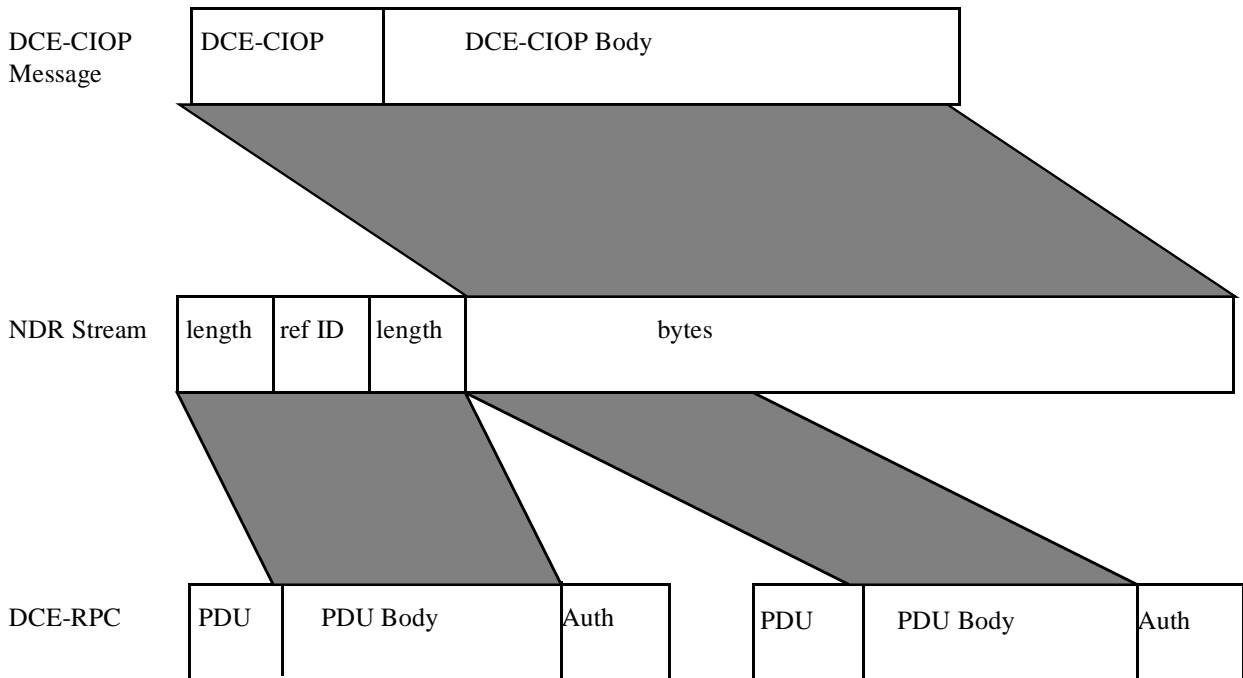 DCE-CIOP
Message
DCE-CIOP
DCE-CIOP Body
NDR Stream
length
ref ID
length
bytes
DCE-RPC
PDU
PDU Body
Auth
PDU
PDU Body
Auth